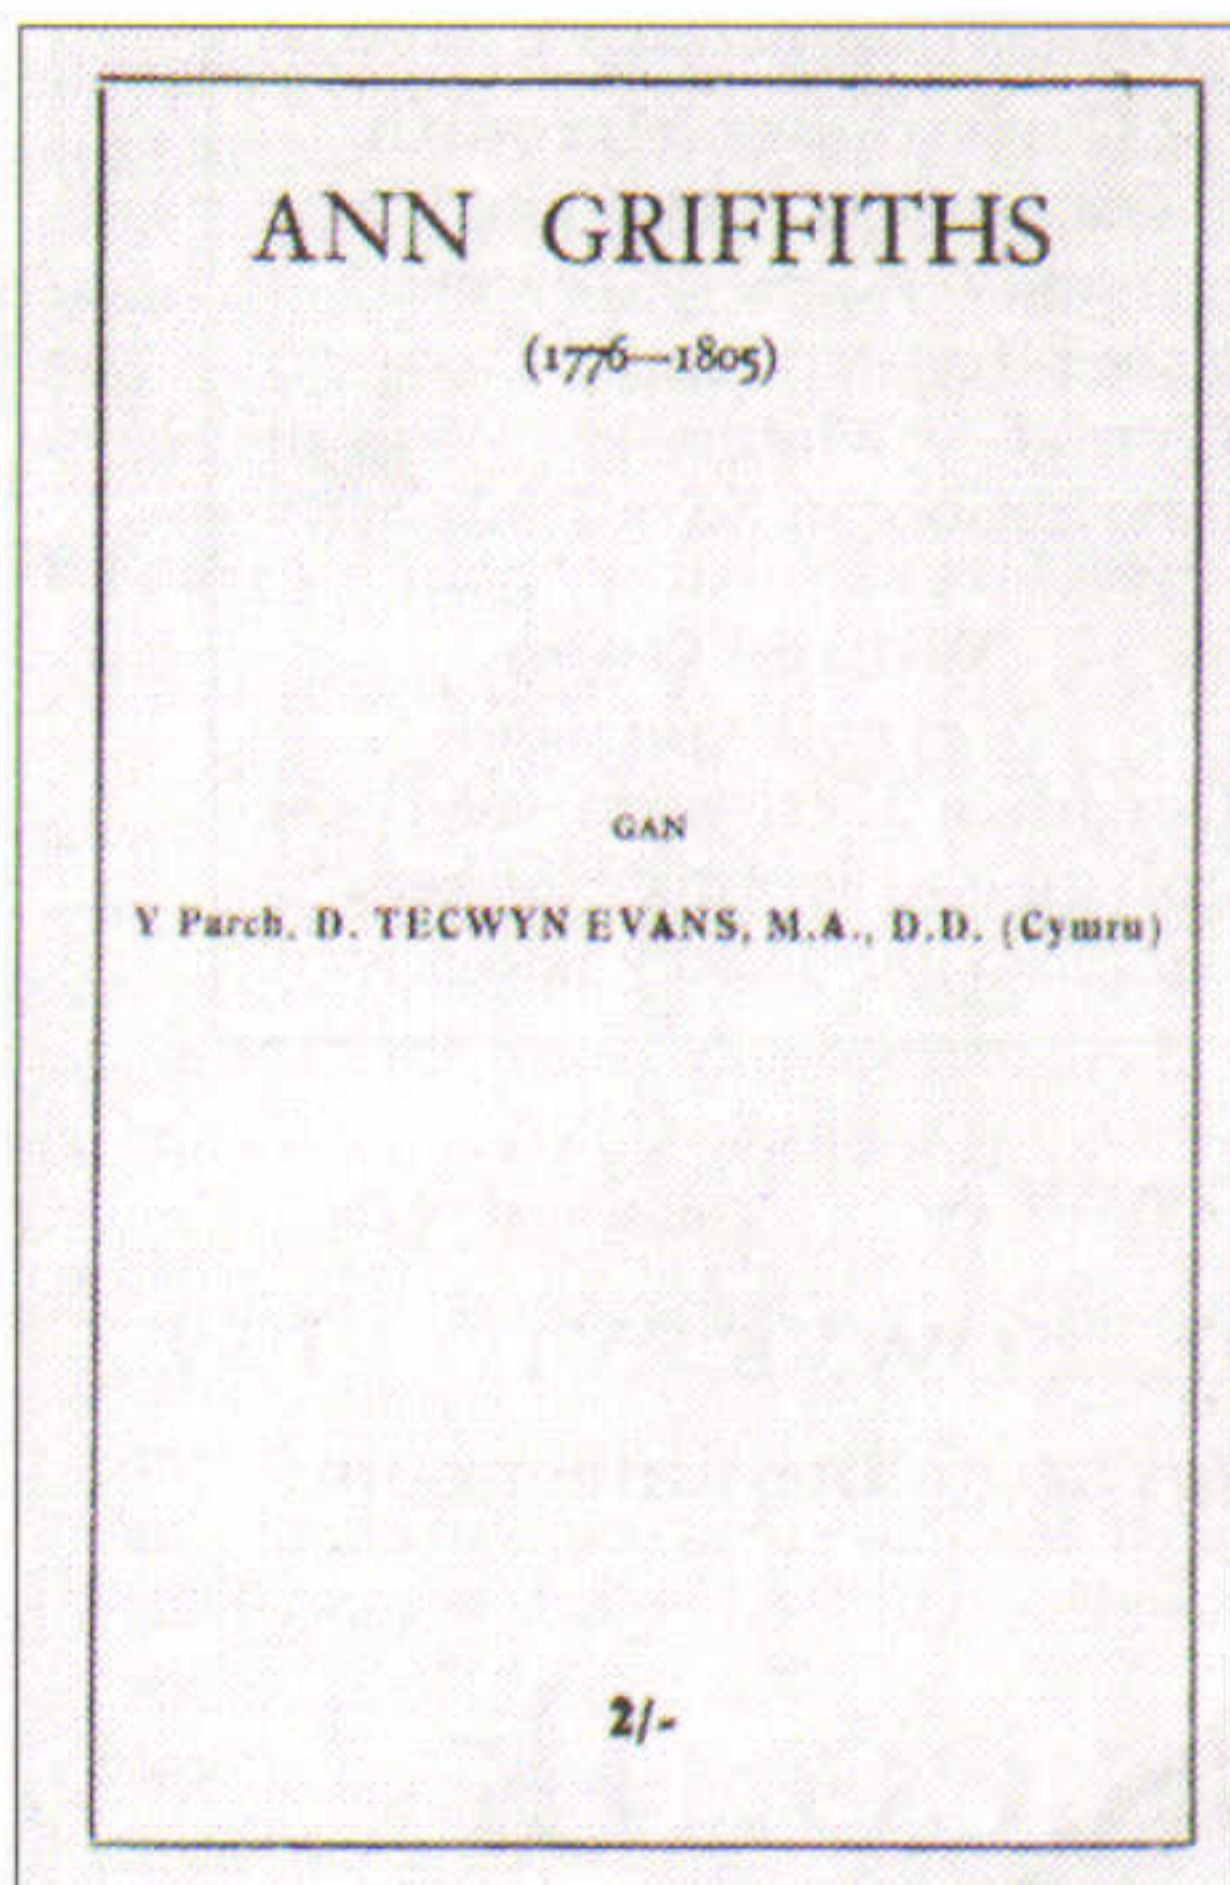 ANN GRIFFITHS
(1776—1805)
GAN
Y Parch. D. TECWYN EVANS, M.A., D.D. (Cymru)
2/-